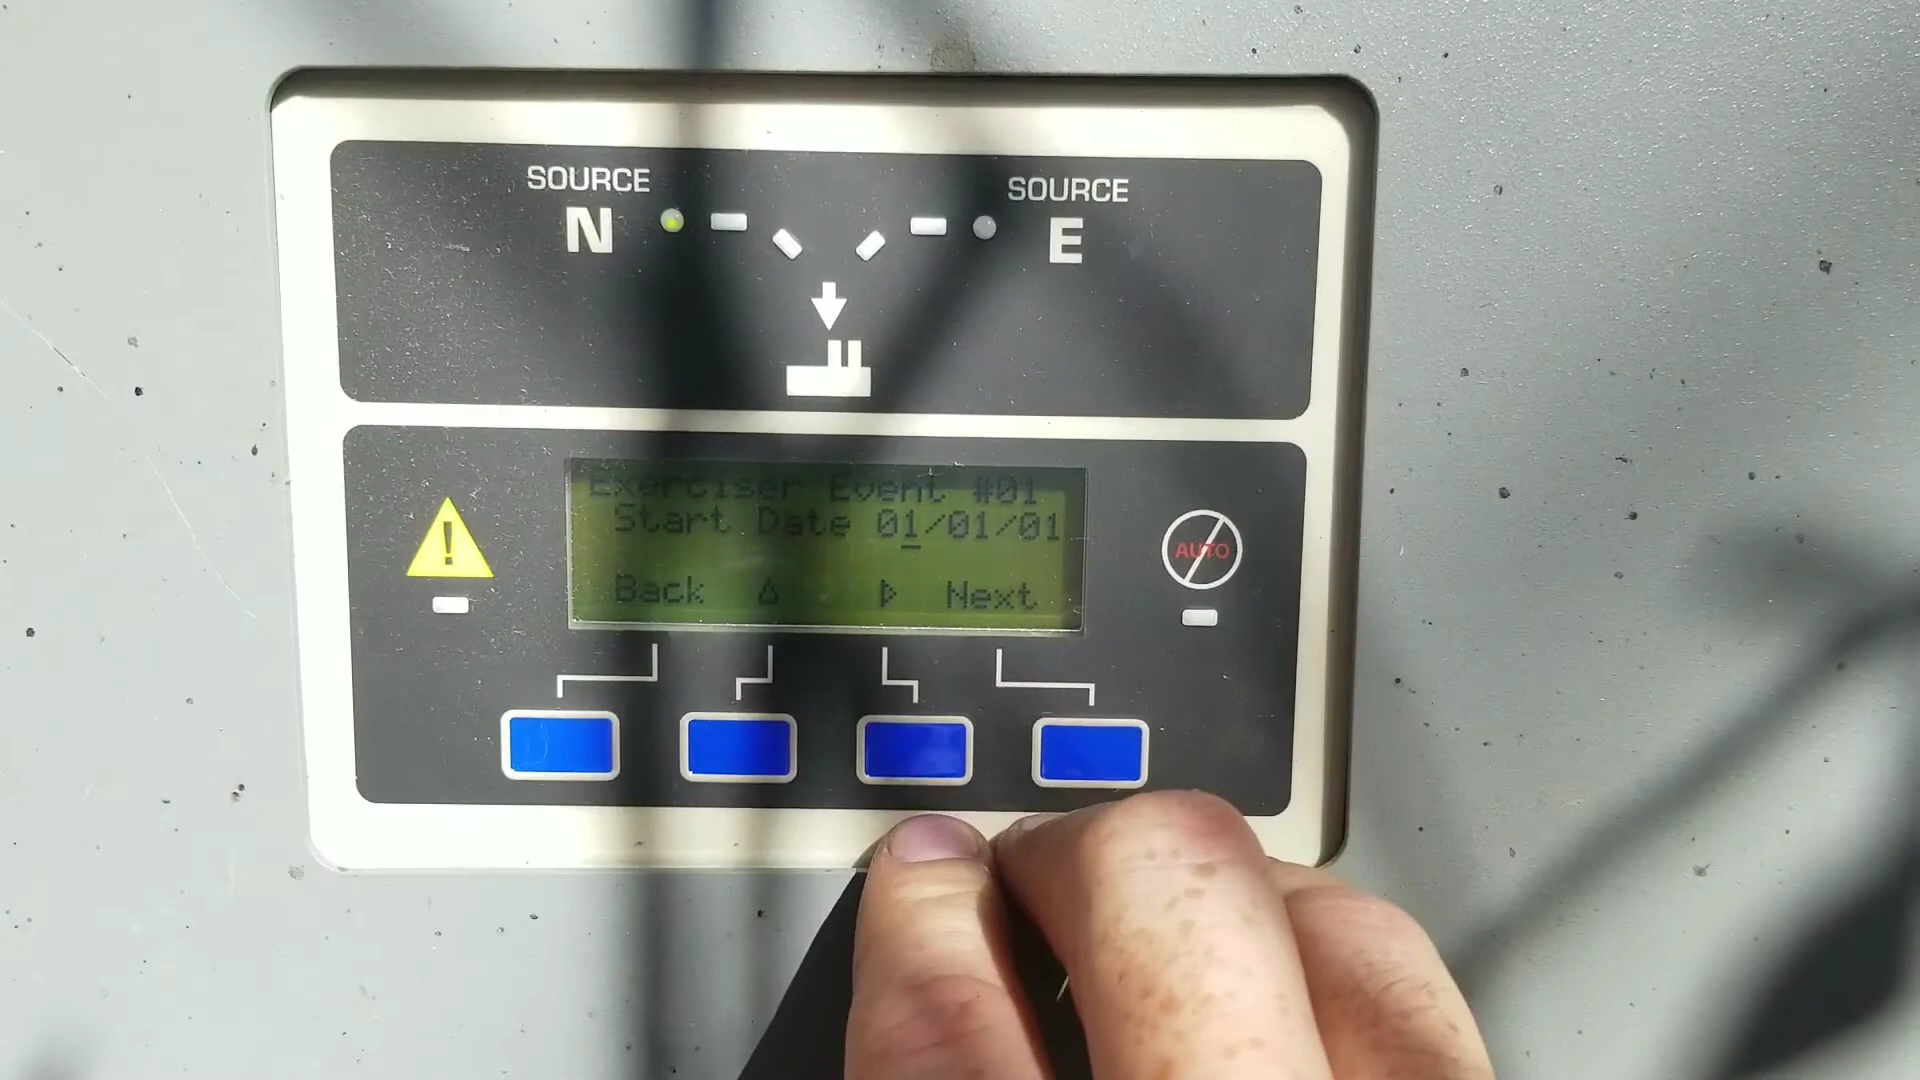 SOURCE
N
SOURCE
E
Exerciser Event #01
Start Date 01/01/01
Back △ ▷ Next
!
AUTO